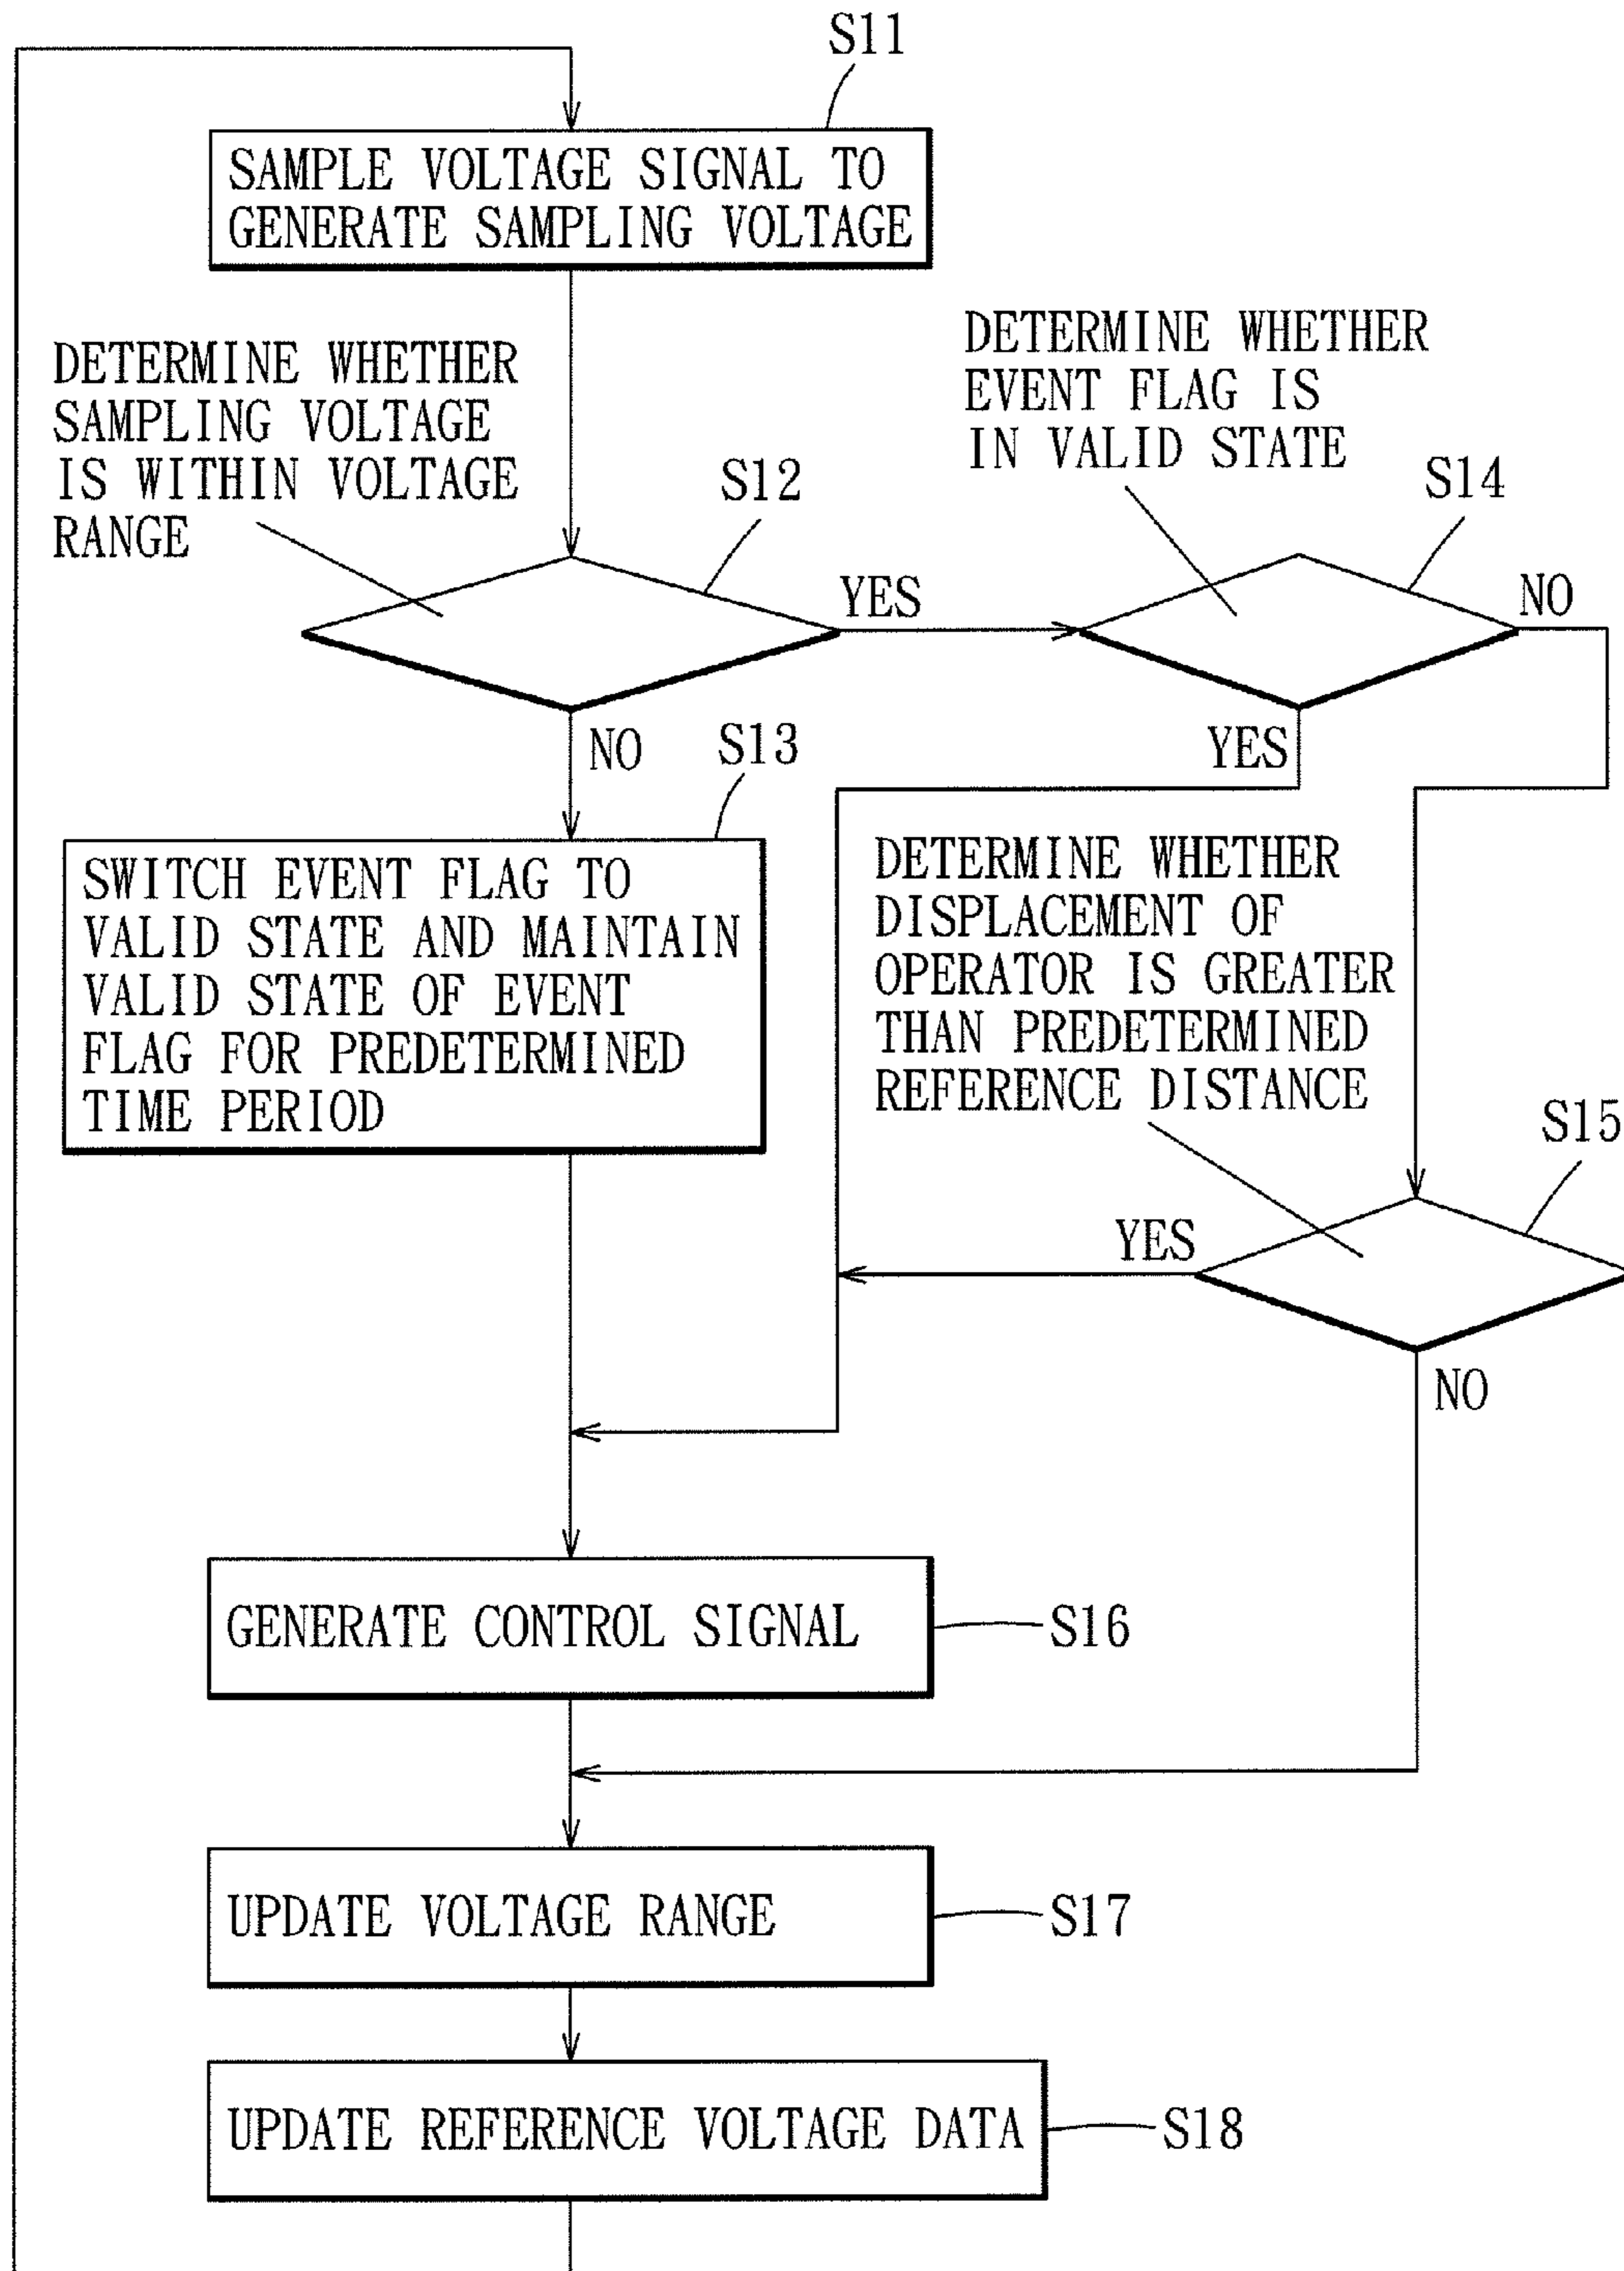 S11
SAMPLE VOLTAGE SIGNAL TO
GENERATE SAMPLING VOLTAGE
DETERMINE WHETHER
SAMPLING VOLTAGE
IS WITHIN VOLTAGE
RANGE
S12
YES
NO
DETERMINE WHETHER
EVENT FLAG IS
IN VALID STATE
S14
NO
YES
S13
SWITCH EVENT FLAG TO
VALID STATE AND MAINTAIN
VALID STATE OF EVENT
FLAG FOR PREDETERMINED
TIME PERIOD
DETERMINE WHETHER
DISPLACEMENT OF
OPERATOR IS GREATER
THAN PREDETERMINED
REFERENCE DISTANCE
S15
YES
NO
GENERATE CONTROL SIGNAL
S16
UPDATE VOLTAGE RANGE
S17
UPDATE REFERENCE VOLTAGE DATA
S18